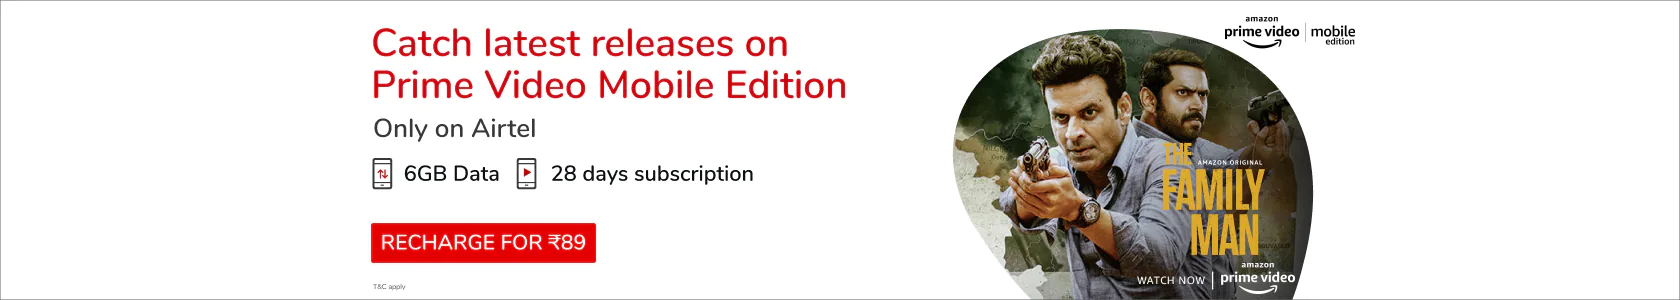 Catch latest releases on
Prime Video Mobile Edition
Only on Airtel
6GB Data
28 days subscription
RECHARGE FOR ₹89
T&C apply
amazon
prime video | mobile
edition
THE
AMAZON ORIGINAL
FAMILY
MAN
amazon
WATCH NOW | prime video